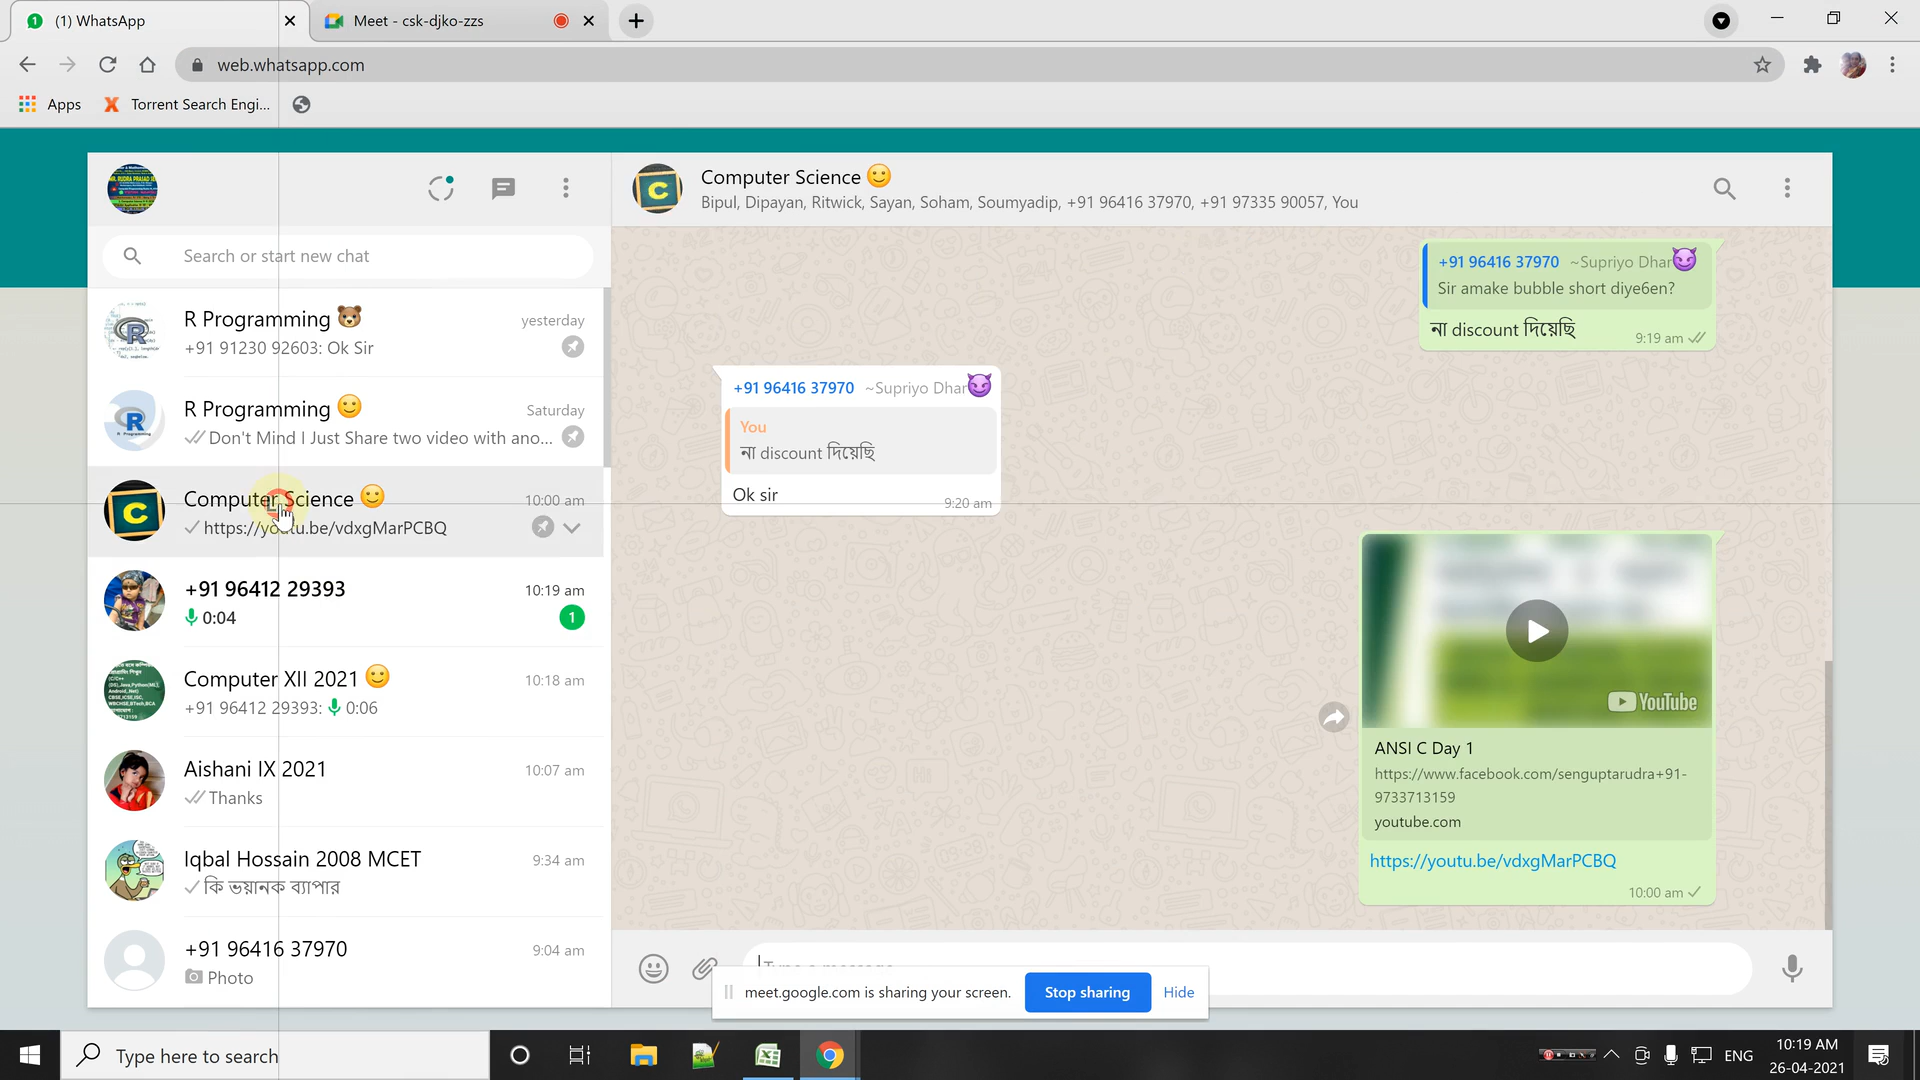 (1) WhatsApp
Meet - csk-djko-zzs
web.whatsapp.com
Apps
Torrent Search Engi...
Search or start new chat
R Programming 🐻
yesterday
+91 91230 92603: Ok Sir
R Programming 🙂
Saturday
Don't Mind I Just Share two video with ano...
Computer Science 🙂
10:00 am
https://youtu.be/vdxgMarPCBQ
+91 96412 29393
10:19 am
0:04
1
Computer XII 2021 🙂
10:18 am
+91 96412 29393: 0:06
Aishani IX 2021
10:07 am
Thanks
Iqbal Hossain 2008 MCET
9:34 am
কি ভয়ানক ব্যাপার
+91 96416 37970
9:04 am
Photo
Computer Science 🙂
Bipul, Dipayan, Ritwick, Sayan, Soham, Soumyadip, +91 96416 37970, +91 97335 90057, You
+91 96416 37970 ~Supriyo Dhar😈
Sir amake bubble short diye6en?
না discount দিয়েছি
9:19 am
+91 96416 37970 ~Supriyo Dhar😈
You
না discount দিয়েছি
Ok sir
9:20 am
YouTube
ANSI C Day 1
https://www.facebook.com/senguptarudra+91-
9733713159
youtube.com
https://youtu.be/vdxgMarPCBQ
10:00 am
Type a message
meet.google.com is sharing your screen.
Stop sharing
Hide
Type here to search
ENG
10:19 AM
26-04-2021